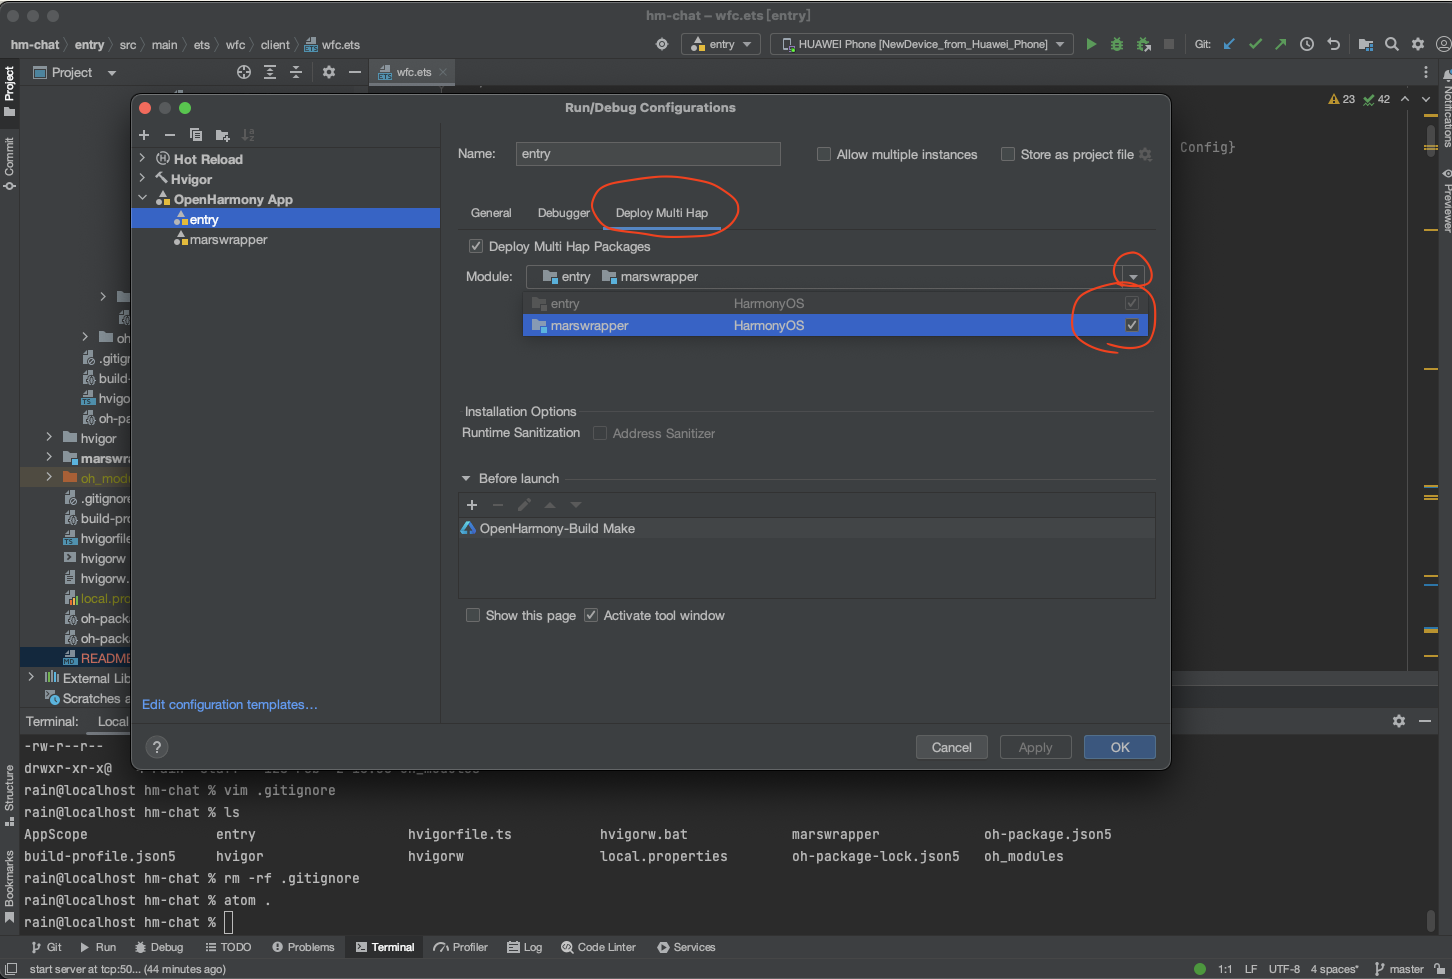 hm-chat – wfc.ets [entry]
hm-chat entry src main ets wfc client wfc.ets
entry
HUAWEI Phone [NewDevice_from_Huawei_Phone]
Git:
Project
wfc.ets
Project
Commit
Structure
Bookmarks
Notifications
Previewer
23 42
Config}
oh
.gitign
build-
hvigo
oh-pa
hvigor
marswra
oh_mod
.gitignore
build-pro
hvigorfile
hvigorw
hvigorw.
local.pro
oh-pack
oh-pack
README
External Lib
Scratches a
Run/Debug Configurations
Hot Reload
Hvigor
OpenHarmony App
entry
marswrapper
Edit configuration templates...
Name: entry
Allow multiple instances
Store as project file
General
Debugger
Deploy Multi Hap
Deploy Multi Hap Packages
Module: entry marswrapper
entry HarmonyOS
marswrapper HarmonyOS
Installation Options
Runtime Sanitization Address Sanitizer
Before launch
OpenHarmony-Build Make
Show this page
Activate tool window
?
Cancel
Apply
OK
Terminal: Local
-rw-r--r--
drwxr-xr-x@
rain@localhost hm-chat % vim .gitignore
rain@localhost hm-chat % ls
AppScope entry hvigorfile.ts hvigorw.bat marswrapper oh-package.json5
build-profile.json5 hvigor hvigorw local.properties oh-package-lock.json5 oh_modules
rain@localhost hm-chat % rm -rf .gitignore
rain@localhost hm-chat % atom .
rain@localhost hm-chat %
Git Run Debug TODO Problems Terminal Profiler Log Code Linter Services
start server at tcp:50... (44 minutes ago)
1:1 LF UTF-8 4 spaces* master